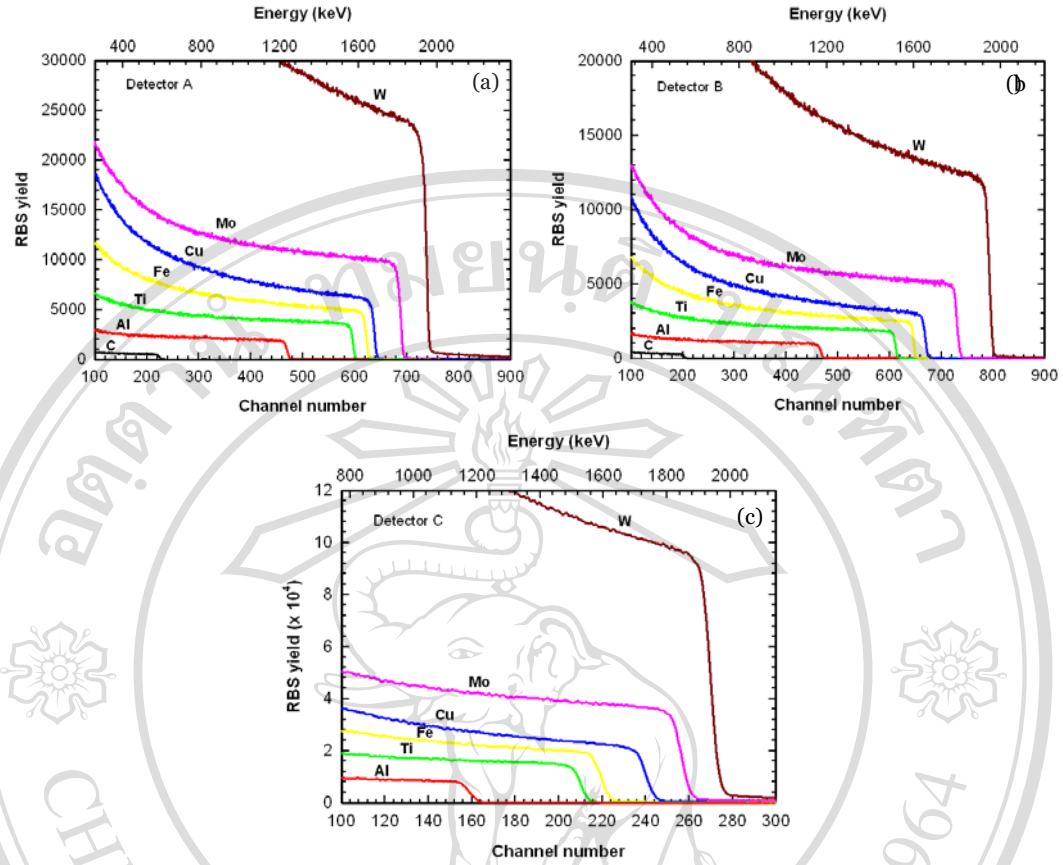 Energy (keV)
400 800 1200 1600 2000
30000
25000
20000
15000
10000
5000
0
RBS yield
Detector A
(a)
W
Mo
Cu
Fe
Ti
Al
C
100 200 300 400 500 600 700 800 900
Channel number
Energy (keV)
400 800 1200 1600 2000
20000
15000
10000
5000
0
RBS yield
Detector B
(b)
W
Mo
Cu
Fe
Ti
Al
C
100 200 300 400 500 600 700 800 900
Channel number
Energy (keV)
800 1000 1200 1400 1600 1800 2000
12
10
8
6
4
2
0
RBS yield (x 10⁴)
Detector C
(c)
W
Mo
Cu
Fe
Ti
Al
100 120 140 160 180 200 220 240 260 280 300
Channel number
964